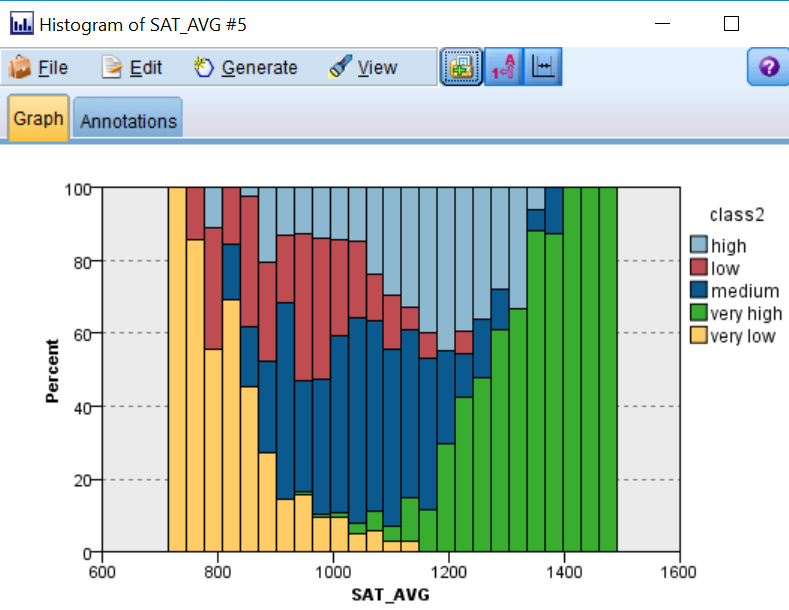 Histogram of SAT_AVG #5
File Edit Generate View
Graph Annotations
100
80
60
40
20
0
Percent
600 800 1000 1200 1400 1600
SAT_AVG
class2
high
low
medium
very high
very low